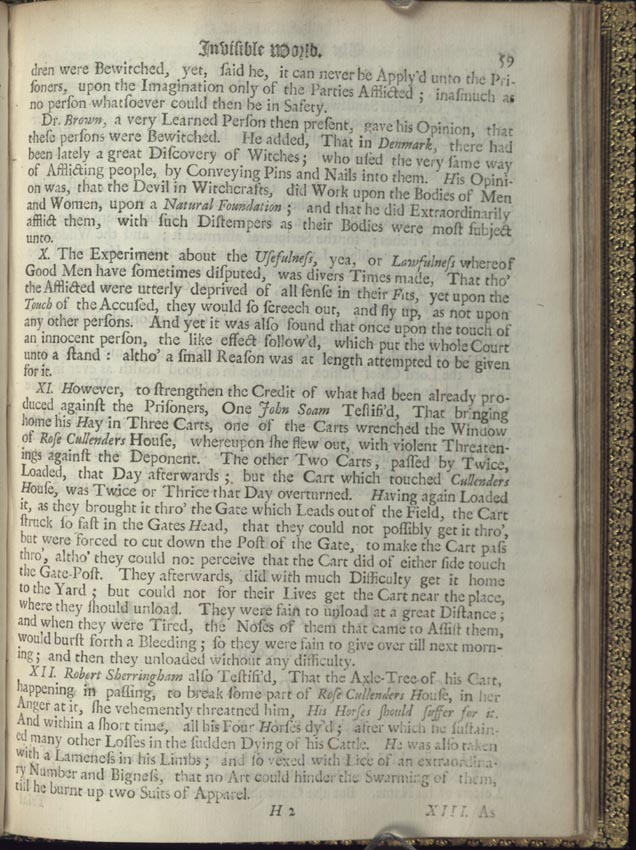 Inviſible World.
59
dren were Bewitched, yet, ſaid he, it can never be Apply'd unto the Pri-
ſoners, upon the Imagination only of the Parties Afflicted; inaſmuch as
no perſon whatſoever could then be in Safety.
Dr. Brown, a very Learned Perſon then preſent, gave his Opinion, that
theſe perſons were Bewitched. He added, That in Denmark, there had
been lately a great Diſcovery of Witches; who uſed the very ſame way
of Afflicting people, by Conveying Pins and Nails into them. His Opini-
on was, that the Devil in Witchcrafts, did Work upon the Bodies of Men
and Women, upon a Natural Foundation; and that he did Extraordinarily
afflict them, with ſuch Diſtempers as their Bodies were moſt ſubject
unto.
X. The Experiment about the Uſefulneſs, yea, or Lawfulneſs whereof
Good Men have ſometimes diſputed, was divers Times made, That tho'
the Afflicted were utterly deprived of all ſenſe in their Fits, yet upon the
Touch of the Accuſed, they would ſo ſcreech out, and fly up, as not upon
any other perſons. And yet it was alſo found that once upon the touch of
an innocent perſon, the like effect follow'd, which put the whole Court
unto a ſtand: altho' a ſmall Reaſon was at length attempted to be given
for it.
XI. However, to ſtrengthen the Credit of what had been already pro-
duced againſt the Priſoners, One John Soam Teſtifi'd, That bringing
home his Hay in Three Carts, one of the Carts wrenched the Window
of Roſe Cullenders Houſe, whereupon ſhe flew out, with violent Threaten-
ings againſt the Deponent. The other Two Carts, paſſed by Twice,
Loaded, that Day afterwards; but the Cart which touched Cullenders
Houſe, was Twice or Thrice that Day overturned. Having again Loaded
it, as they brought it thro' the Gate which Leads out of the Field, the Cart
ſtruck ſo faſt in the Gates Head, that they could not poſſibly get it thro',
but were forced to cut down the Poſt of the Gate, to make the Cart paſs
thro', altho' they could not perceive that the Cart did of either ſide touch
the Gate-Poſt. They afterwards, did with much Difficulty get it home
to the Yard; but could not for their Lives get the Cart near the place,
where they ſhould unload. They were fain to unload at a great Diſtance;
and when they were Tired, the Noſes of them that came to Aſſiſt them,
would burſt forth a Bleeding; ſo they were fain to give over till next morn-
ing; and then they unloaded without any difficulty.
XII. Robert Sherringham alſo Teſtifi'd, That the Axle-Tree of his Cart,
happening in paſſing, to break ſome part of Roſe Cullenders Houſe, in her
Anger at it, ſhe vehemently threatned him, His Horſes ſhould ſuffer for it.
And within a ſhort time, all his Four Horſes dy'd; after which he ſuſtain-
ed many other Loſſes in the ſudden Dying of his Cattle. He was alſo taken
with a Lameneſs in his Limbs; and ſo vexed with Lice of an extraordina-
ry Number and Bigneſs, that no Art could hinder the Swarming of them,
till he burnt up two Suits of Apparel.
H 2
XIII. As